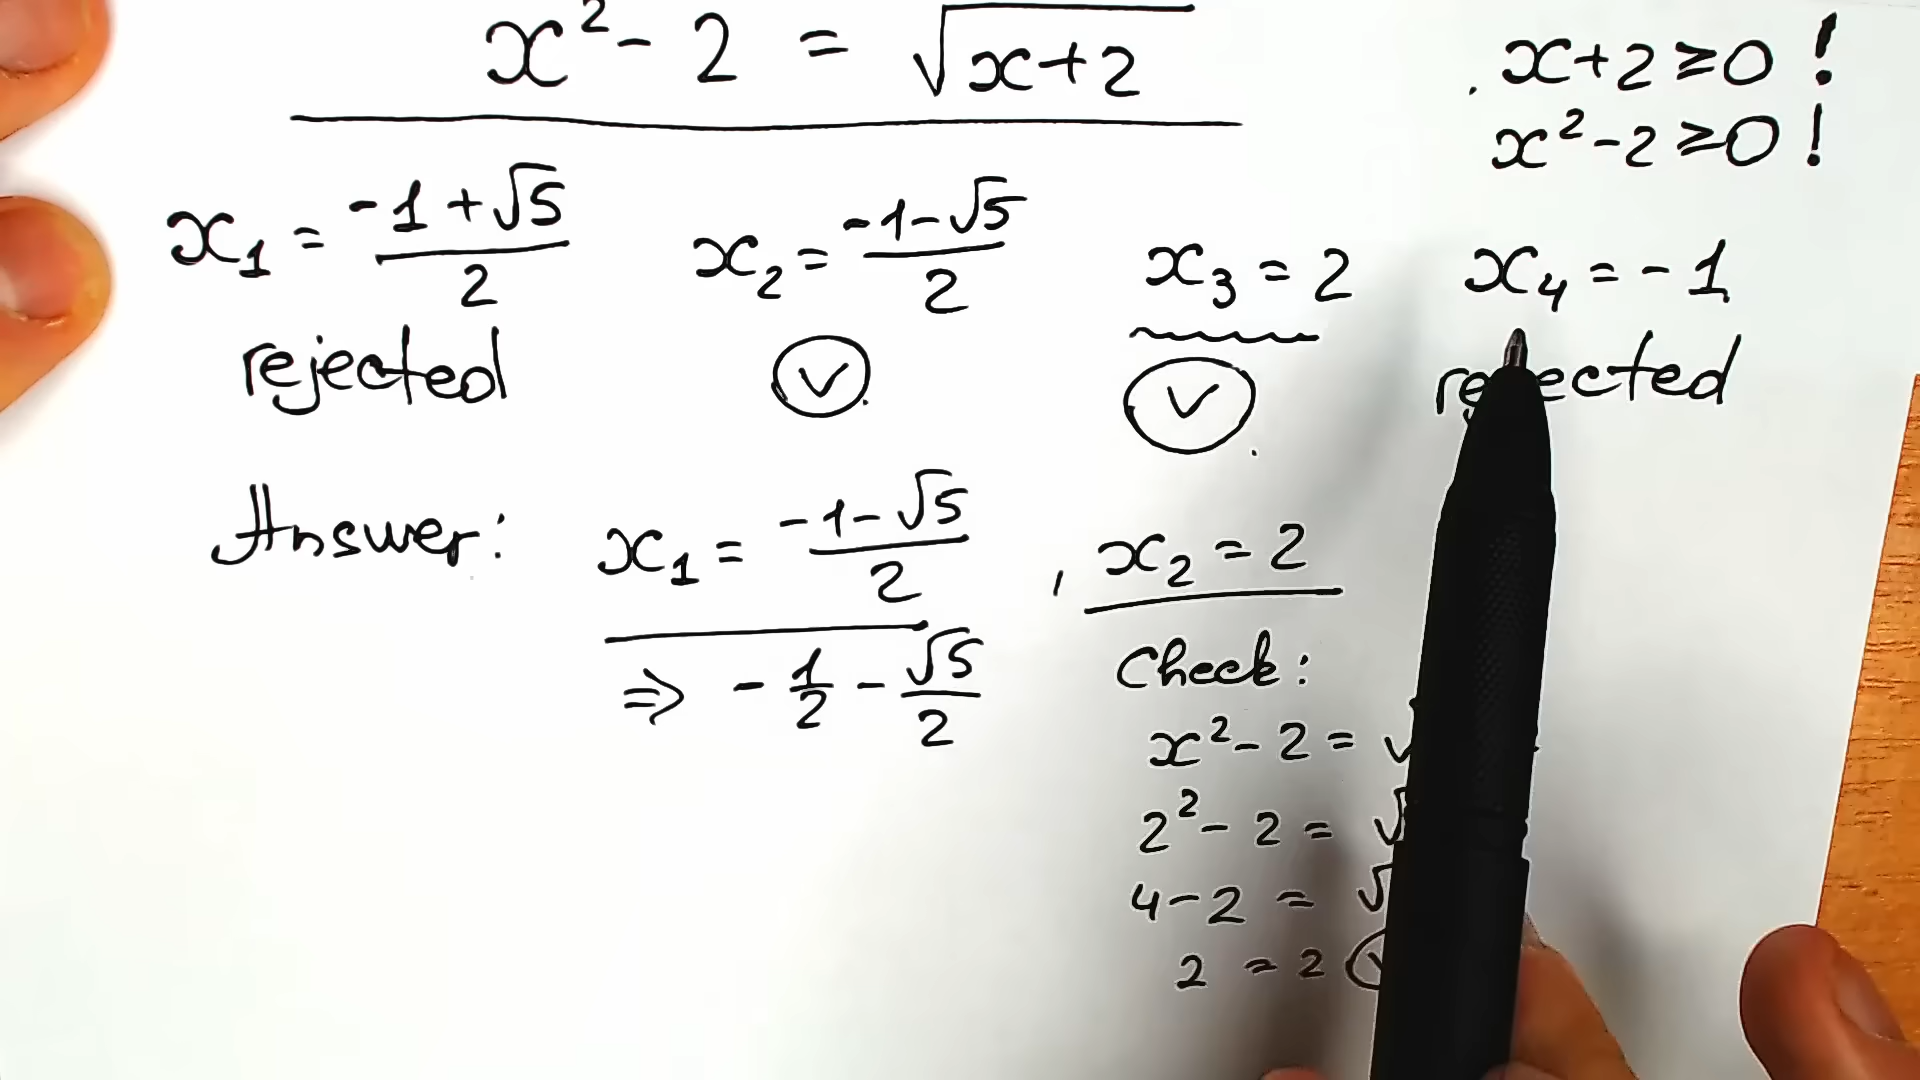 x² - 2 = √(x+2)
x+2 ≥ 0 !
x² - 2 ≥ 0 !
x₁ = (-1+√5)/2 x₂ = (-1-√5)/2 x₃ = 2 x₄ = -1
rejected ✓ ✓ rejected
Answer: x₁ = (-1-√5)/2 , x₂ = 2
⇒ - 1/2 - √5/2
Check:
x² - 2 = √
2² - 2 = √
4 - 2 = √
2 = 2 ✓